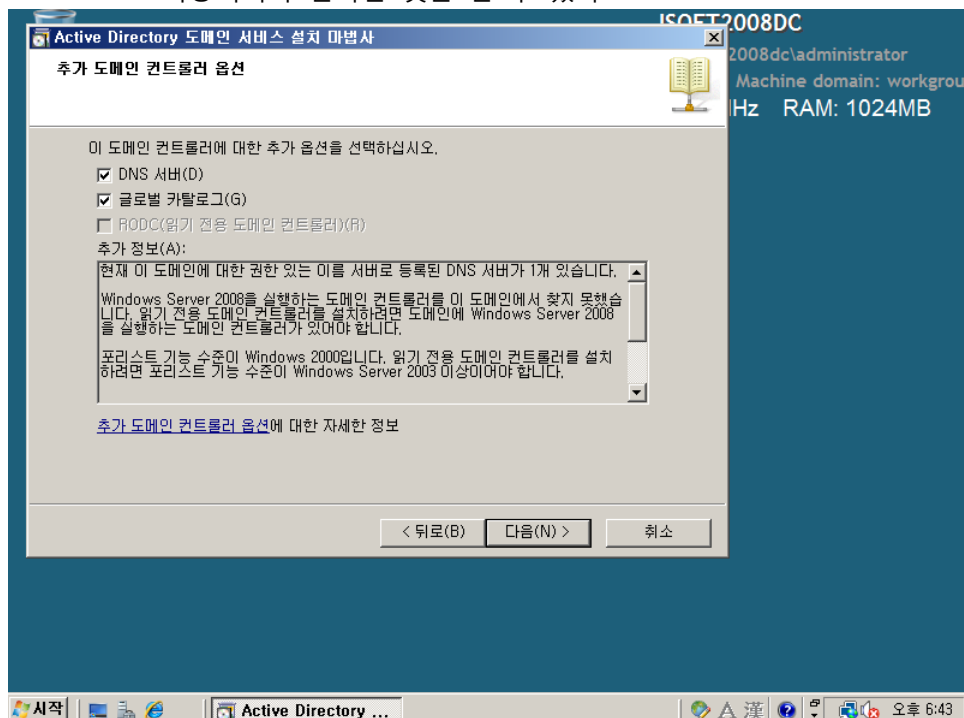 ISOFT2008DC
Active Directory 도메인 서비스 설치 마법사
2008dc\administrator
추가 도메인 컨트롤러 옵션
Machine domain: workgrou
Hz RAM: 1024MB
이 도메인 컨트롤러에 대한 추가 옵션을 선택하십시오.
DNS 서버(D)
글로벌 카탈로그(G)
RODC(읽기 전용 도메인 컨트롤러)(R)
추가 정보(A):
현재 이 도메인에 대한 권한 있는 이름 서버로 등록된 DNS 서버가 1개 있습니다.
Windows Server 2008을 실행하는 도메인 컨트롤러를 이 도메인에서 찾지 못했습
니다. 읽기 전용 도메인 컨트롤러를 설치하려면 도메인에 Windows Server 2008
을 실행하는 도메인 컨트롤러가 있어야 합니다.
포리스트 기능 수준이 Windows 2000입니다. 읽기 전용 도메인 컨트롤러를 설치
하려면 포리스트 기능 수준이 Windows Server 2003 이상이어야 합니다.
추가 도메인 컨트롤러 옵션에 대한 자세한 정보
< 뒤로(B) 다음(N) > 취소
시작 Active Directory ... A 漢 오후 6:43